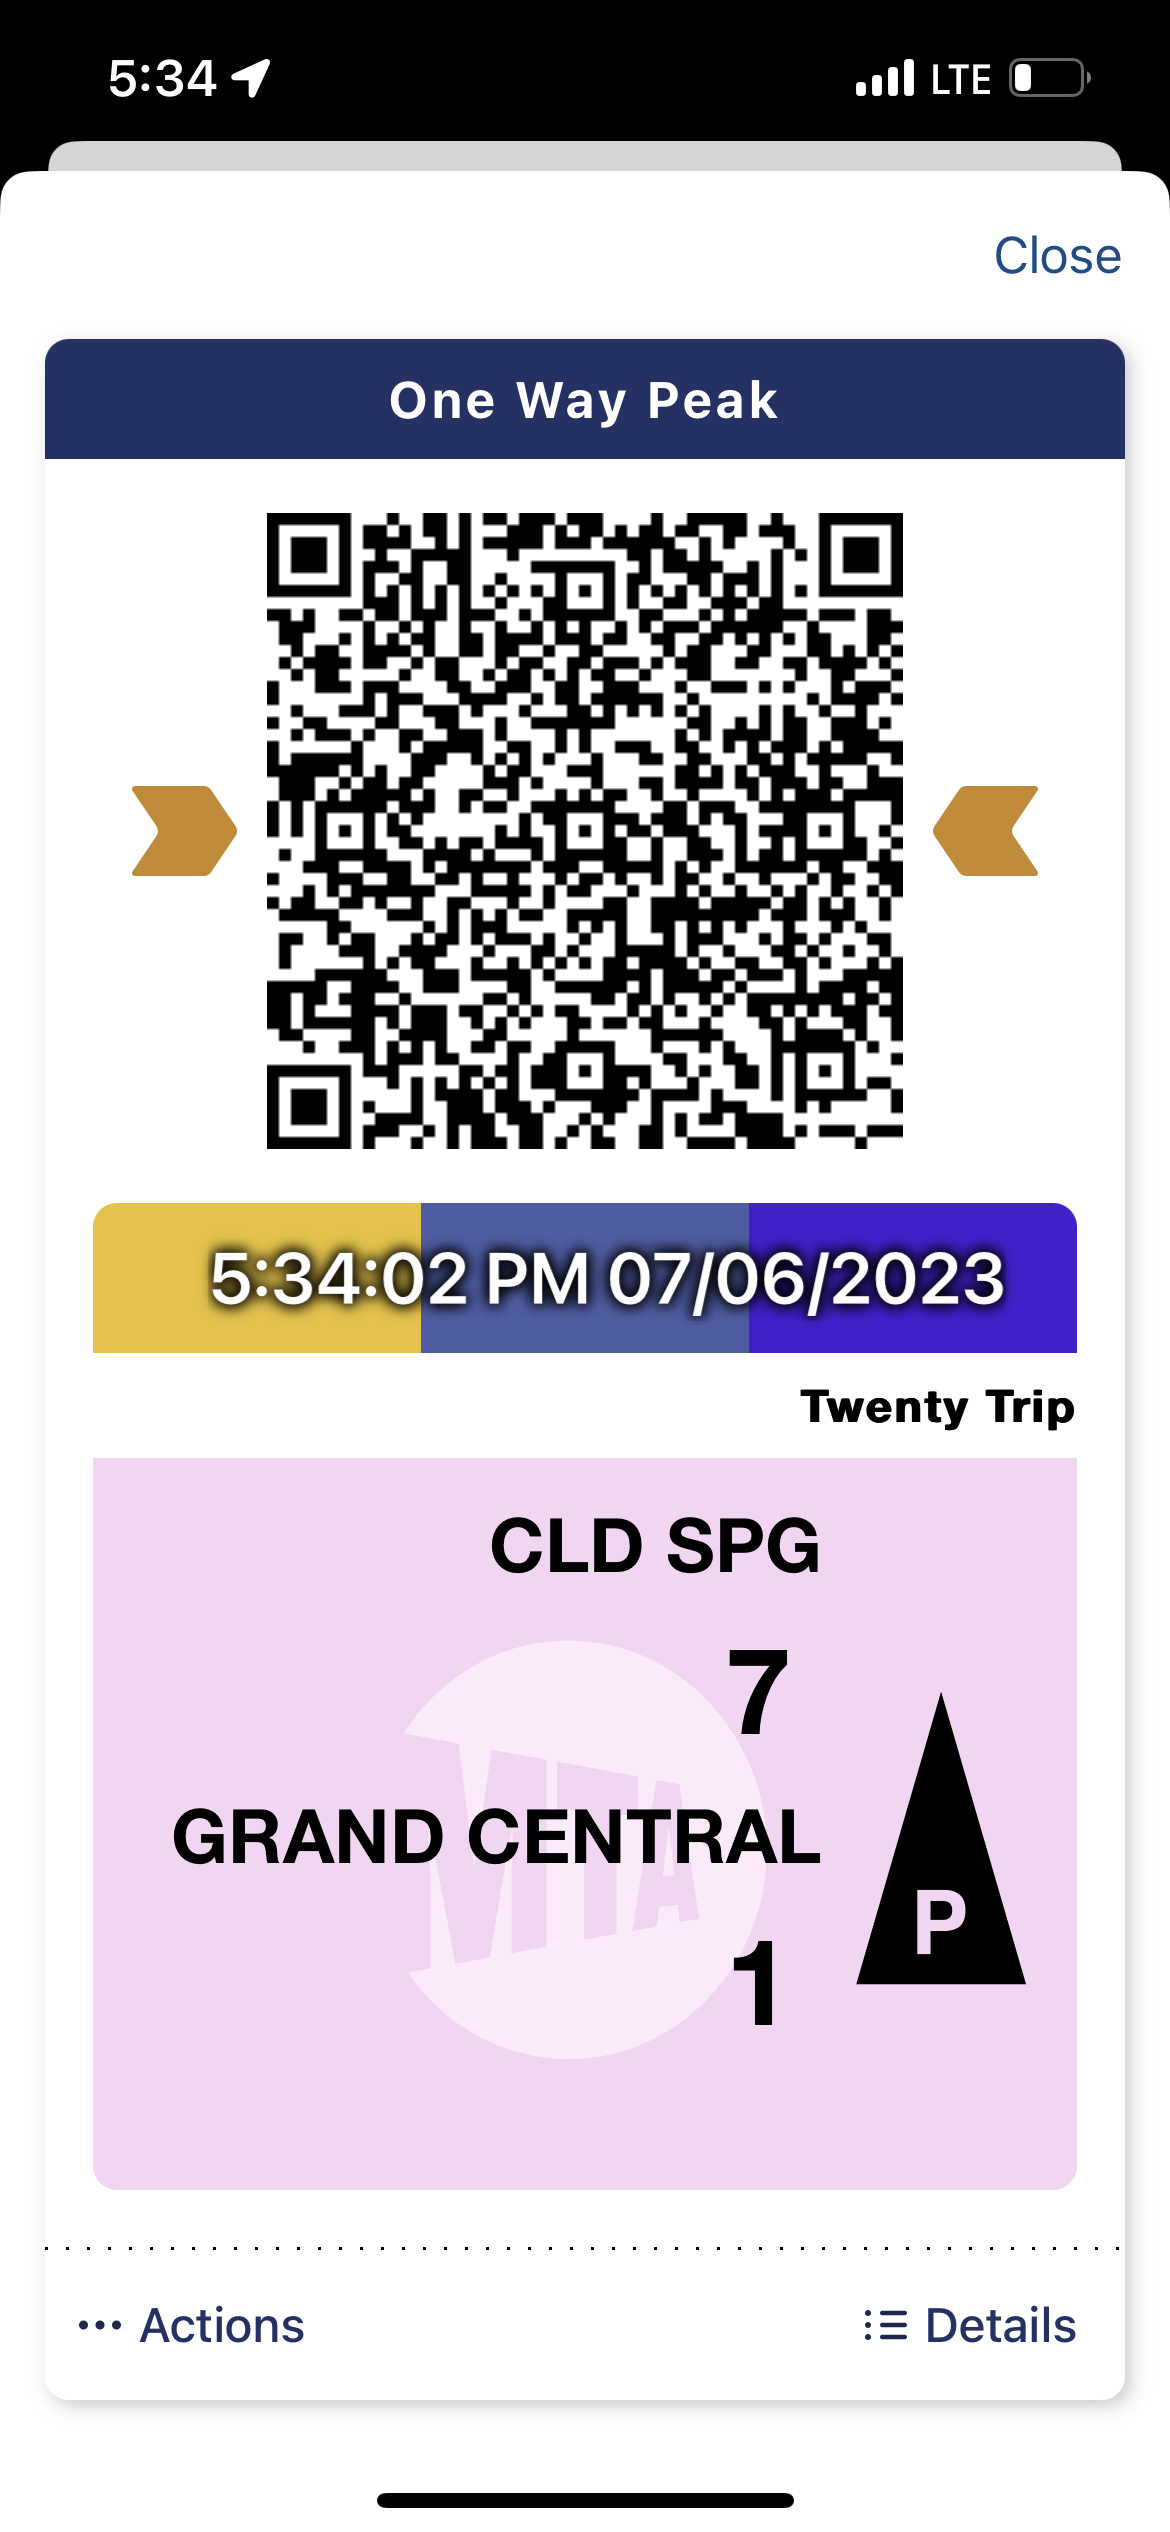 5:34 LTE
Close
One Way Peak
5:34:02 PM 07/06/2023
Twenty Trip
CLD SPG
7
MTA
GRAND CENTRAL
P
1
Actions
Details